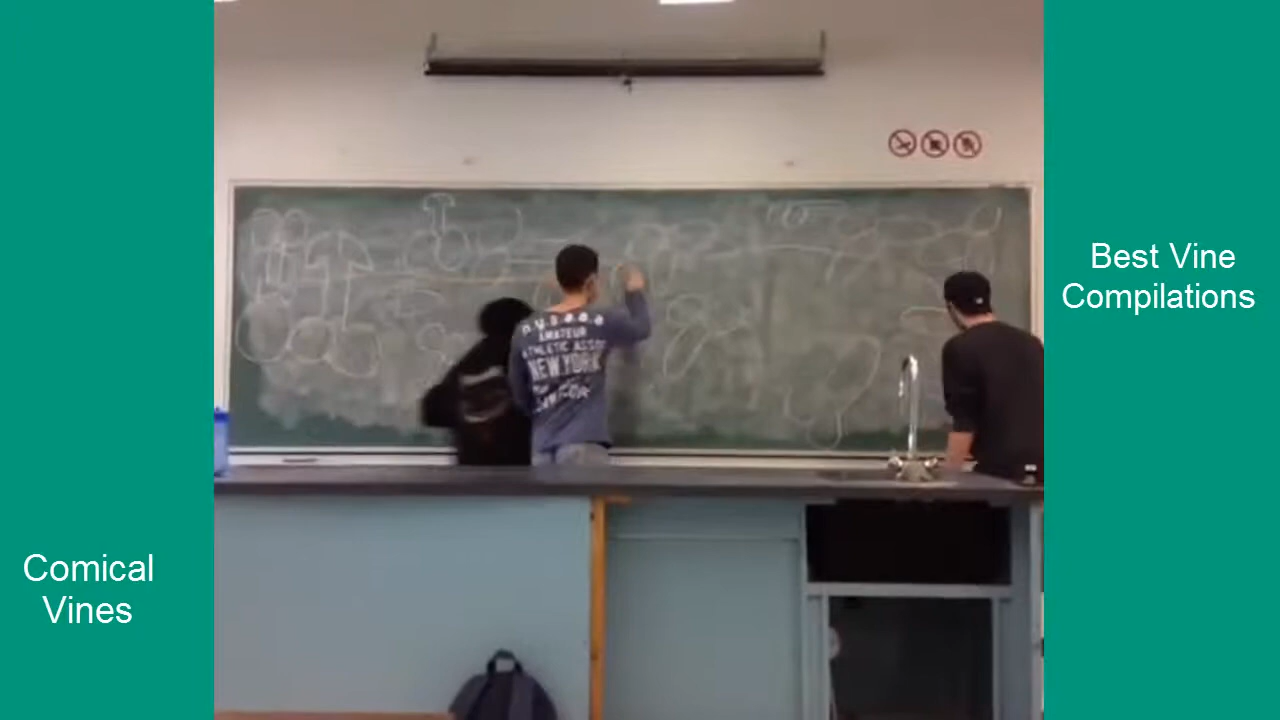 Best Vine
Compilations
AMATEUR
ATHLETIC ASSO
NEW YORK
Comical
Vines